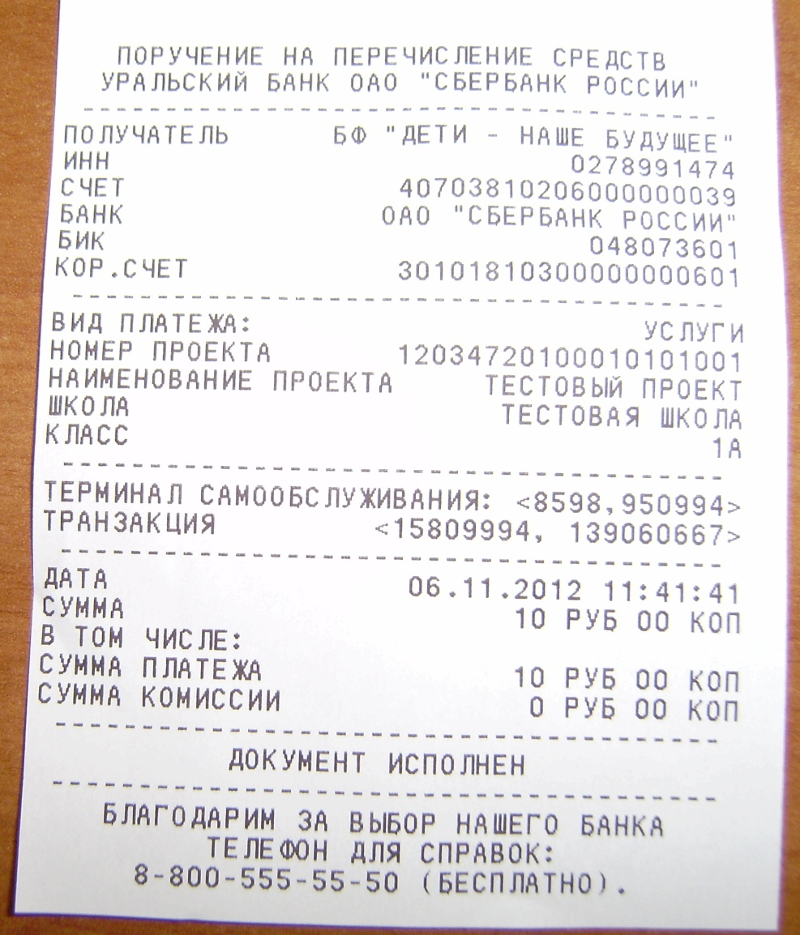 ПОРУЧЕНИЕ НА ПЕРЕЧИСЛЕНИЕ СРЕДСТВ
УРАЛЬСКИЙ БАНК ОАО "СБЕРБАНК РОССИИ"
ПОЛУЧАТЕЛЬ БФ "ДЕТИ - НАШЕ БУДУЩЕЕ"
ИНН 0278991474
СЧЕТ 40703810206000000039
БАНК ОАО "СБЕРБАНК РОССИИ"
БИК 048073601
КОР.СЧЕТ 30101810300000000601
ВИД ПЛАТЕЖА: УСЛУГИ
НОМЕР ПРОЕКТА 12034720100010101001
НАИМЕНОВАНИЕ ПРОЕКТА ТЕСТОВЫЙ ПРОЕКТ
ШКОЛА ТЕСТОВАЯ ШКОЛА
КЛАСС 1А
ТЕРМИНАЛ САМООБСЛУЖИВАНИЯ: <8598,950994>
ТРАНЗАКЦИЯ <15809994, 139060667>
ДАТА 06.11.2012 11:41:41
СУММА 10 РУБ 00 КОП
В ТОМ ЧИСЛЕ:
СУММА ПЛАТЕЖА 10 РУБ 00 КОП
СУММА КОМИССИИ 0 РУБ 00 КОП
ДОКУМЕНТ ИСПОЛНЕН
БЛАГОДАРИМ ЗА ВЫБОР НАШЕГО БАНКА
ТЕЛЕФОН ДЛЯ СПРАВОК:
8-800-555-55-50 (БЕСПЛАТНО).